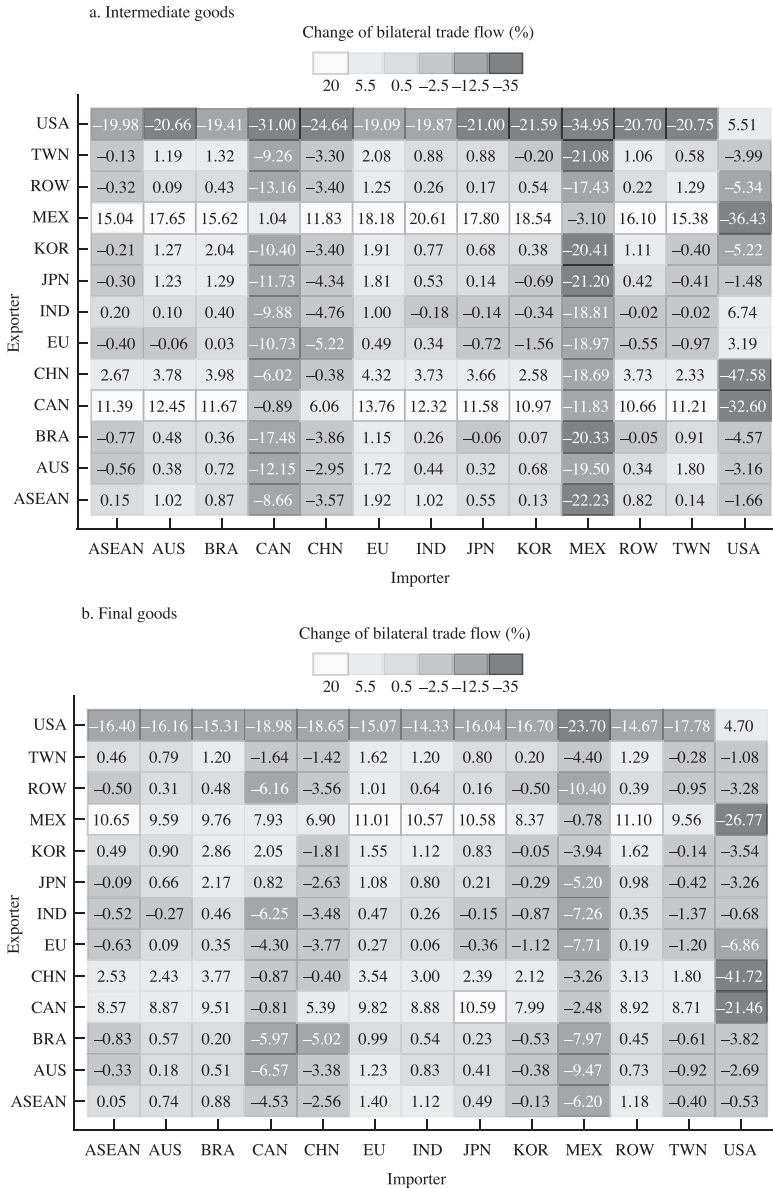 a. Intermediate goods
Change of bilateral trade flow (%)
20 5.5 0.5 −2.5 −12.5 −35
USA −19.98 −20.66 −19.41 −31.00 −24.64 −19.09 −19.87 −21.00 −21.59 −34.95 −20.70 −20.75 5.51
TWN −0.13 1.19 1.32 −9.26 −3.30 2.08 0.88 0.88 −0.20 −21.08 1.06 0.58 −3.99
ROW −0.32 0.09 0.43 −13.16 −3.40 1.25 0.26 0.17 0.54 −17.43 0.22 1.29 −5.34
MEX 15.04 17.65 15.62 1.04 11.83 18.18 20.61 17.80 18.54 −3.10 16.10 15.38 −36.43
KOR −0.21 1.27 2.04 −10.40 −3.40 1.91 0.77 0.68 0.38 −20.41 1.11 −0.40 −5.22
JPN −0.30 1.23 1.29 −11.73 −4.34 1.81 0.53 0.14 −0.69 −21.20 0.42 −0.41 −1.48
IND 0.20 0.10 0.40 −9.88 −4.76 1.00 −0.18 −0.14 −0.34 −18.81 −0.02 −0.02 6.74
EU −0.40 −0.06 0.03 −10.73 −5.22 0.49 0.34 −0.72 −1.56 −18.97 −0.55 −0.97 3.19
CHN 2.67 3.78 3.98 −6.02 −0.38 4.32 3.73 3.66 2.58 −18.69 3.73 2.33 −47.58
CAN 11.39 12.45 11.67 −0.89 6.06 13.76 12.32 11.58 10.97 −11.83 10.66 11.21 −32.60
BRA −0.77 0.48 0.36 −17.48 −3.86 1.15 0.26 −0.06 0.07 −20.33 −0.05 0.91 −4.57
AUS −0.56 0.38 0.72 −12.15 −2.95 1.72 0.44 0.32 0.68 −19.50 0.34 1.80 −3.16
ASEAN 0.15 1.02 0.87 −8.66 −3.57 1.92 1.02 0.55 0.13 −22.23 0.82 0.14 −1.66
Exporter
ASEAN AUS BRA CAN CHN EU IND JPN KOR MEX ROW TWN USA
Importer
b. Final goods
Change of bilateral trade flow (%)
20 5.5 0.5 −2.5 −12.5 −35
USA −16.40 −16.16 −15.31 −18.98 −18.65 −15.07 −14.33 −16.04 −16.70 −23.70 −14.67 −17.78 4.70
TWN 0.46 0.79 1.20 −1.64 −1.42 1.62 1.20 0.80 0.20 −4.40 1.29 −0.28 −1.08
ROW −0.50 0.31 0.48 −6.16 −3.56 1.01 0.64 0.16 −0.50 −10.40 0.39 −0.95 −3.28
MEX 10.65 9.59 9.76 7.93 6.90 11.01 10.57 10.58 8.37 −0.78 11.10 9.56 −26.77
KOR 0.49 0.90 2.86 2.05 −1.81 1.55 1.12 0.83 −0.05 −3.94 1.62 −0.14 −3.54
JPN −0.09 0.66 2.17 0.82 −2.63 1.08 0.80 0.21 −0.29 −5.20 0.98 −0.42 −3.26
IND −0.52 −0.27 0.46 −6.25 −3.48 0.47 0.26 −0.15 −0.87 −7.26 0.35 −1.37 −0.68
EU −0.63 0.09 0.35 −4.30 −3.77 0.27 0.06 −0.36 −1.12 −7.71 0.19 −1.20 −6.86
CHN 2.53 2.43 3.77 −0.87 −0.40 3.54 3.00 2.39 2.12 −3.26 3.13 1.80 −41.72
CAN 8.57 8.87 9.51 −0.81 5.39 9.82 8.88 10.59 7.99 −2.48 8.92 8.71 −21.46
BRA −0.83 0.57 0.20 −5.97 −5.02 0.99 0.54 0.23 −0.53 −7.97 0.45 −0.61 −3.82
AUS −0.33 0.18 0.51 −6.57 −3.38 1.23 0.83 0.41 −0.38 −9.47 0.73 −0.92 −2.69
ASEAN 0.05 0.74 0.88 −4.53 −2.56 1.40 1.12 0.49 −0.13 −6.20 1.18 −0.40 −0.53
Exporter
ASEAN AUS BRA CAN CHN EU IND JPN KOR MEX ROW TWN USA
Importer